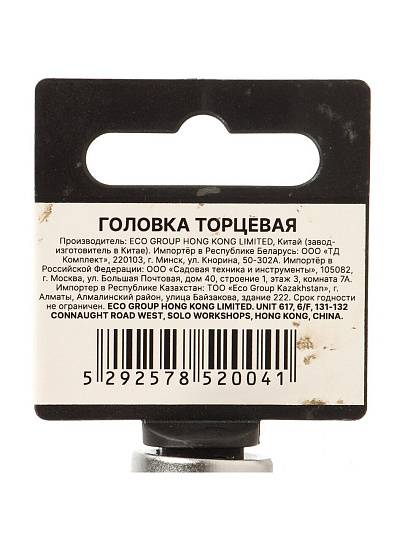 ГОЛОВКА ТОРЦЕВАЯ
Производитель: ECO GROUP HONG KONG LIMITED, Китай (завод-
изготовитель в Китае). Импортёр в Республике Беларусь: ООО «ТД
Комплект», 220103, г. Минск, ул. Кнорина, 50-302А. Импортёр в
Российской Федерации: ООО «Садовая техника и инструменты», 105082,
г. Москва, ул. Большая Почтовая, дом 40, строение 1, этаж 3, комната 7А.
Импортер в Республике Казахстан: ТОО «Eco Group Kazakhstan», г.
Алматы, Алмалинский район, улица Байзакова, здание 222. Срок годности
не ограничен. ECO GROUP HONG KONG LIMITED. UNIT 617, 6/F, 131-132
CONNAUGHT ROAD WEST, SOLO WORKSHOPS, HONG KONG, CHINA.
5 292578 520041